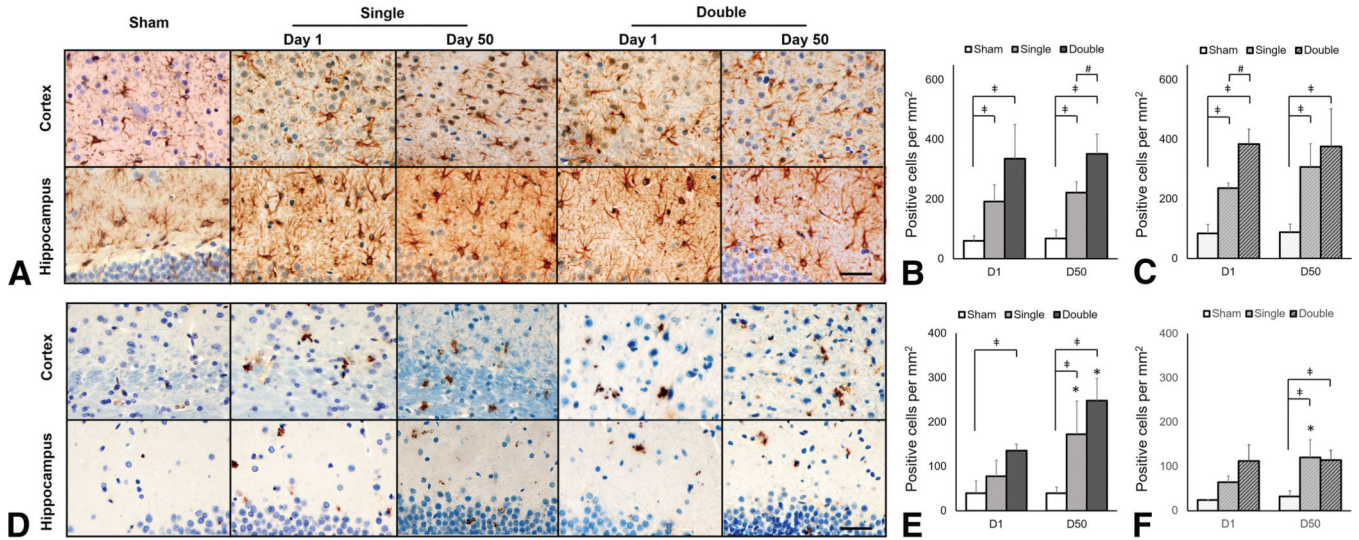 Sham Single Double
Day 1 Day 50 Day 1 Day 50
Cortex
Hippocampus
A
Sham Single Double
Positive cells per mm²
600
400
200
0
‡ ‡ ‡ ‡ #
D1 D50
B
Sham Single Double
Positive cells per mm²
600
400
200
0
‡ ‡ # ‡ ‡
D1 D50
C
Cortex
Hippocampus
D
Sham Single Double
Positive cells per mm²
400
300
200
100
0
‡ ‡ ‡ * *
D1 D50
E
Sham Single Double
Positive cells per mm²
400
300
200
100
0
‡ ‡ *
D1 D50
F